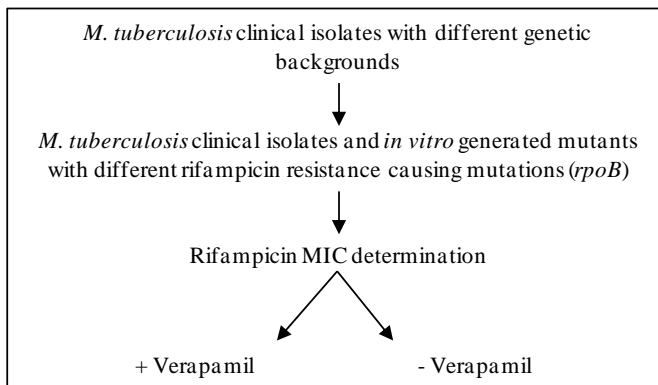 M. tuberculosis clinical isolates with different genetic
backgrounds
M. tuberculosis clinical isolates and in vitro generated mutants
with different rifampicin resistance causing mutations (rpoB)
Rifampicin MIC determination
+ Verapamil - Verapamil